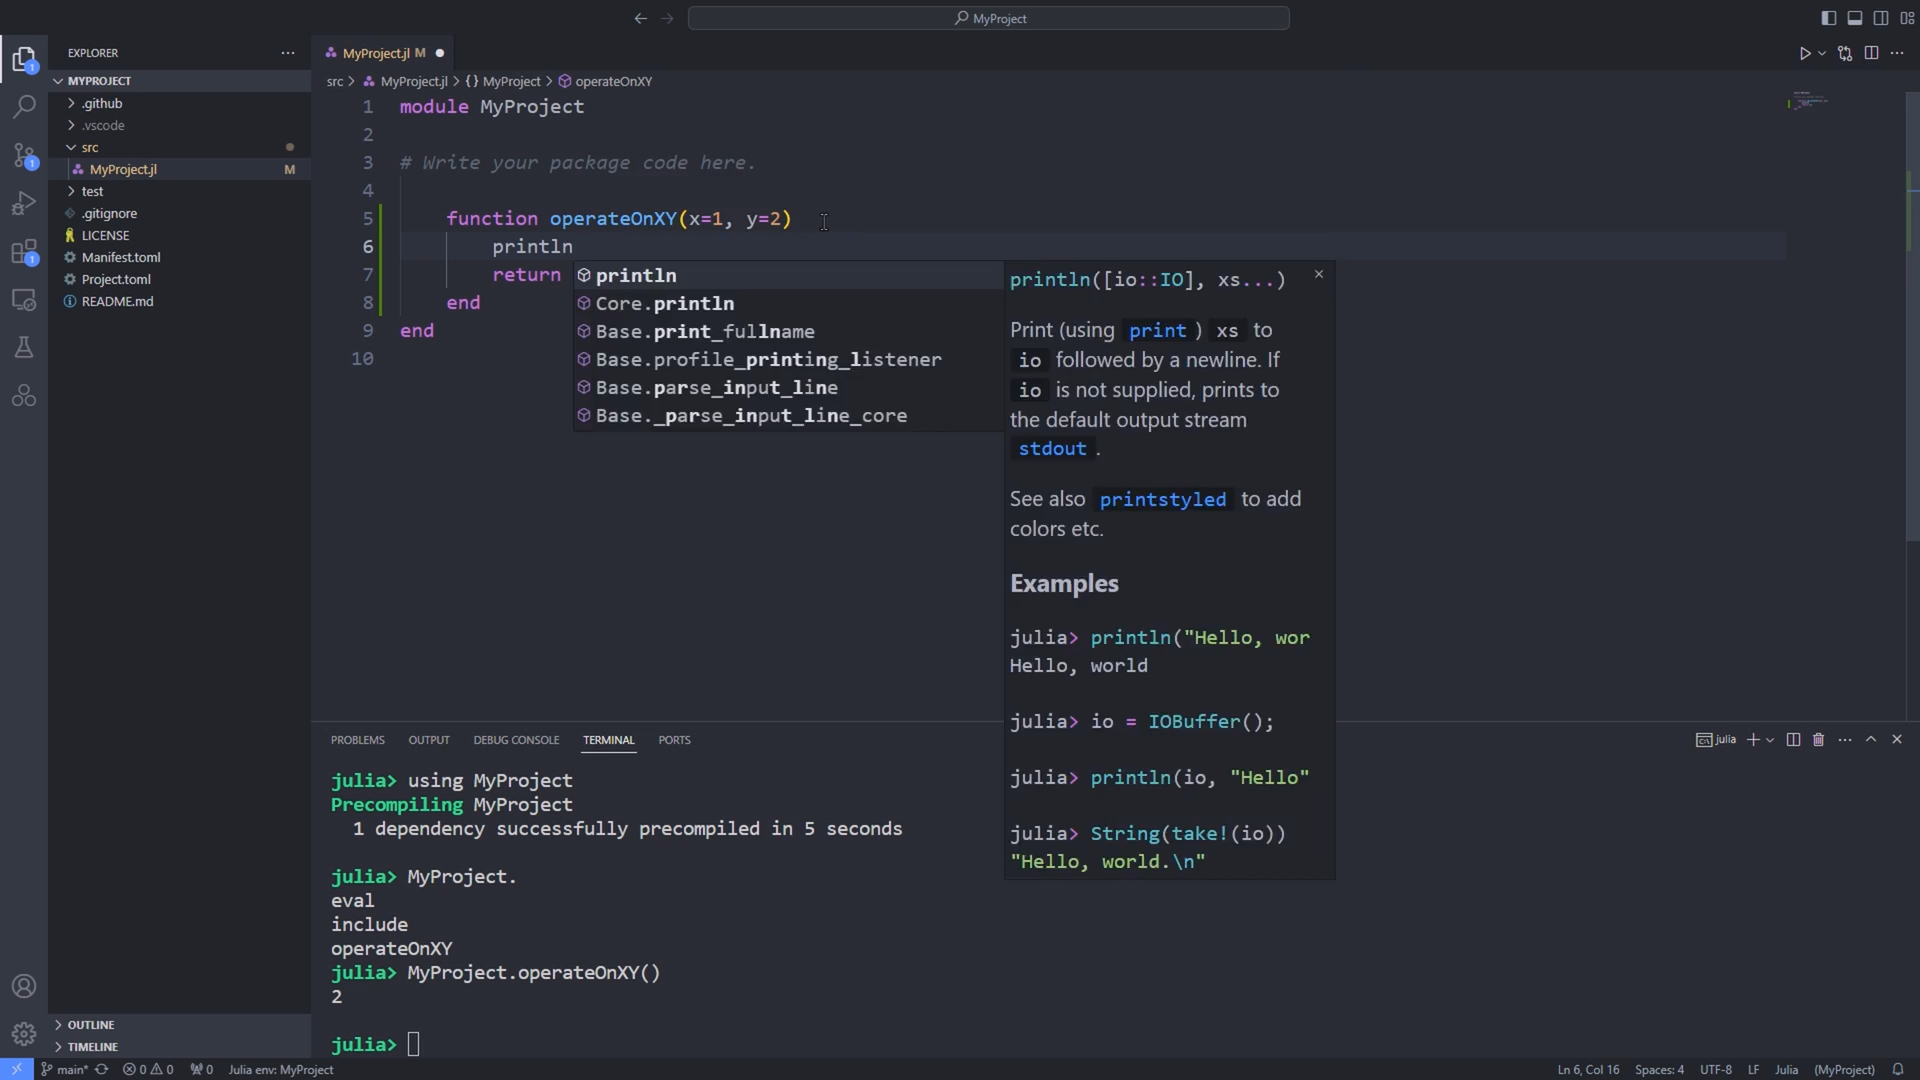 MyProject
EXPLORER
MYPROJECT
.github
.vscode
src
MyProject.jl M
test
.gitignore
LICENSE
Manifest.toml
Project.toml
README.md
OUTLINE
TIMELINE
MyProject.jl M
src > MyProject.jl > {} MyProject > operateOnXY
1 module MyProject
2
3 # Write your package code here.
4
5 function operateOnXY(x=1, y=2)
6 println
7 return
8 end
9 end
10
println
Core.println
Base.print_fullname
Base.profile_printing_listener
Base.parse_input_line
Base._parse_input_line_core
println([io::IO], xs...)
Print (using print ) xs to
io followed by a newline. If
io is not supplied, prints to
the default output stream
stdout .
See also printstyled to add
colors etc.
Examples
julia> println("Hello, wor
Hello, world
julia> io = IOBuffer();
julia> println(io, "Hello"
julia> String(take!(io))
"Hello, world.\n"
PROBLEMS OUTPUT DEBUG CONSOLE TERMINAL PORTS
julia
julia> using MyProject
Precompiling MyProject
1 dependency successfully precompiled in 5 seconds
julia> MyProject.
eval
include
operateOnXY
julia> MyProject.operateOnXY()
2
julia>
main* 0 0 0 Julia env: MyProject
Ln 6, Col 16 Spaces: 4 UTF-8 LF Julia (MyProject)